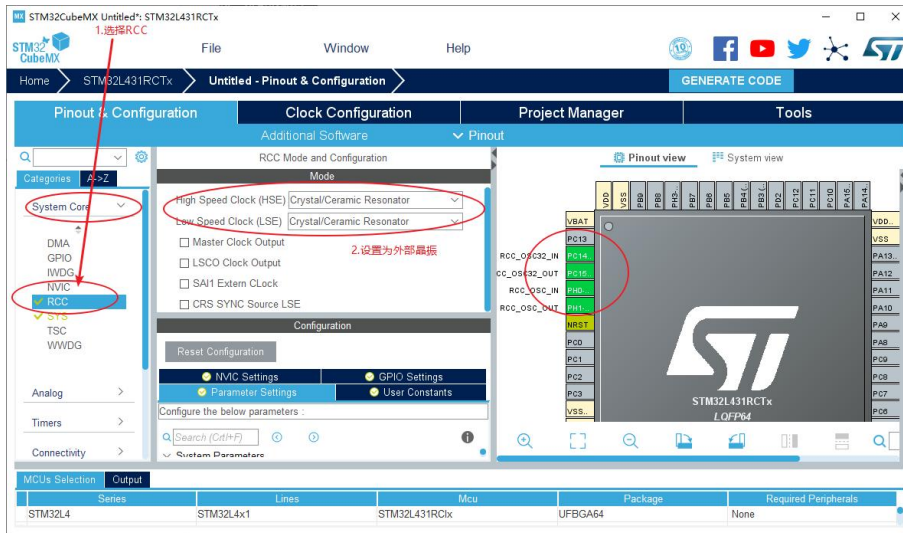 MX STM32CubeMX Untitled*: STM32L431RCTx
1.选择RCC
STM32
CubeMX
File
Window
Help
10
Home
STM32L431RCTx
Untitled - Pinout & Configuration
GENERATE CODE
Pinout & Configuration
Clock Configuration
Project Manager
Tools
Additional Software
Pinout
RCC Mode and Configuration
Pinout view
System view
Categories
A->Z
Mode
System Core
High Speed Clock (HSE) Crystal/Ceramic Resonator
Low Speed Clock (LSE) Crystal/Ceramic Resonator
2.设置为外部晶振
Master Clock Output
LSCO Clock Output
SAI1 Extern CLock
CRS SYNC Source LSE
DMA
GPIO
IWDG
NVIC
RCC
SYS
TSC
WWDG
Analog
Timers
Connectivity
Configuration
Reset Configuration
NVIC Settings
GPIO Settings
Parameter Settings
User Constants
Configure the below parameters :
Search (Crtl+F)
System Parameters
VDD
VSS
PB9
PB8
PH3-..
PB7
PB6
PB5
PB4 (..
PB3 (..
PD2
PC12
PC11
PC10
PA15..
PA14..
VBAT
PC13
RCC_OSC32_IN PC14..
CC_OSC32_OUT PC15..
RCC_OSC_IN PH0-..
RCC_OSC_OUT PH1-..
NRST
PC0
PC1
PC2
PC3
VSS..
VDD..
VSS
PA13..
PA12
PA11
PA10
PA9
PA8
PC9
PC8
PC7
PC6
STM32L431RCTx
LQFP64
MCUs Selection
Output
Series
Lines
Mcu
Package
Required Peripherals
STM32L4
STM32L4x1
STM32L431RCIx
UFBGA64
None